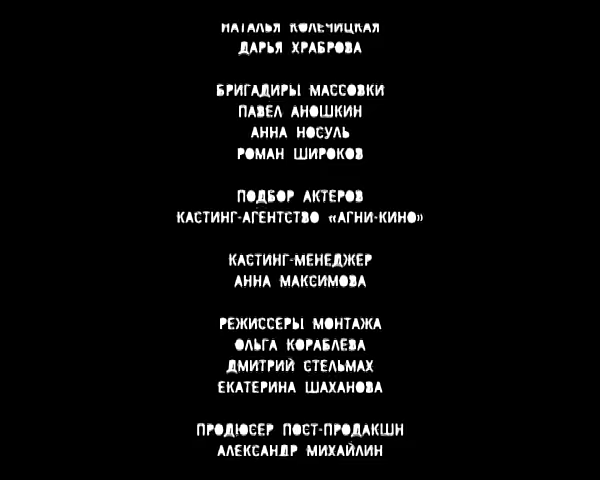 НАТАЛЬЯ КОЛЕЧИЦКАЯ
ДАРЬЯ ХРАБРОВА
БРИГАДИРЫ МАССОВКИ
ПАВЕЛ АНОШКИН
АННА НОСУЛЬ
РОМАН ШИРОКОВ
ПОДБОР АКТЕРОВ
КАСТИНГ-АГЕНТСТВО «АГНИ-КИНО»
КАСТИНГ-МЕНЕДЖЕР
АННА МАКСИМОВА
РЕЖИССЕРЫ МОНТАЖА
ОЛЬГА КОРАБЛЕВА
ДМИТРИЙ СТЕЛЬМАХ
ЕКАТЕРИНА ШАХАНОВА
ПРОДЮСЕР ПОСТ-ПРОДАКШН
АЛЕКСАНДР МИХАЙЛИН